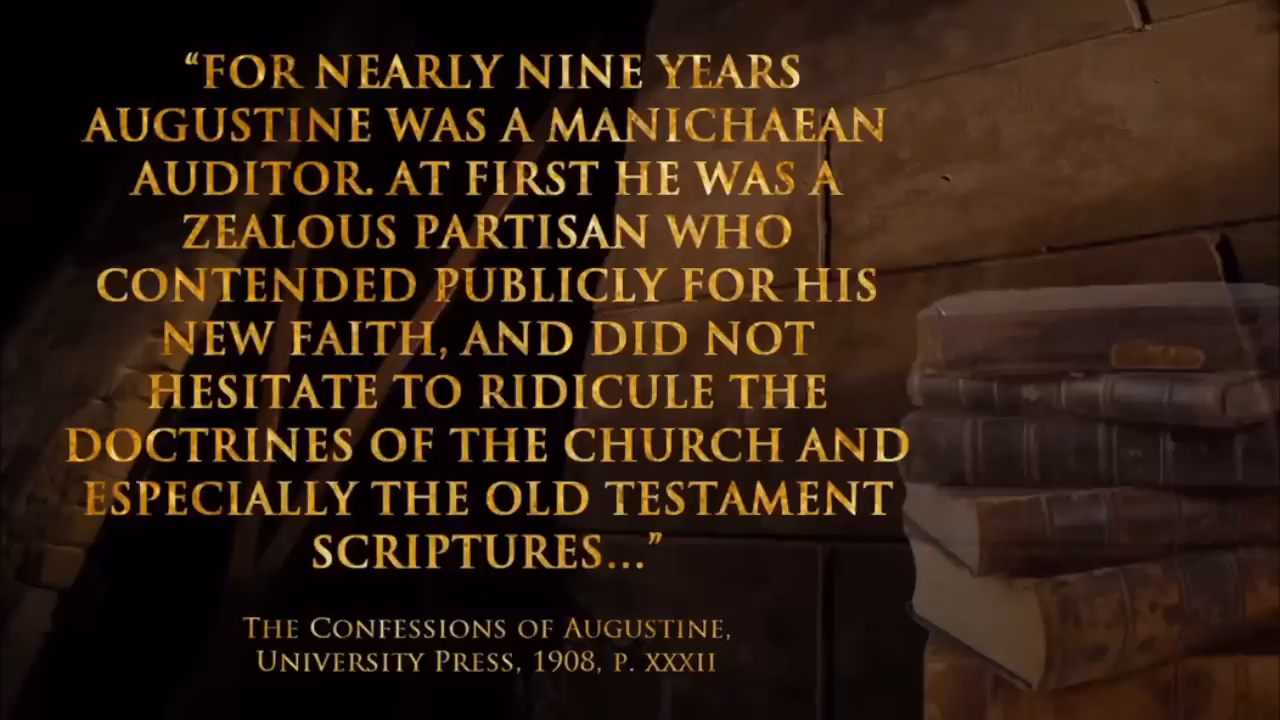 “FOR NEARLY NINE YEARS
AUGUSTINE WAS A MANICHAEAN
AUDITOR. AT FIRST HE WAS A
ZEALOUS PARTISAN WHO
CONTENDED PUBLICLY FOR HIS
NEW FAITH, AND DID NOT
HESITATE TO RIDICULE THE
DOCTRINES OF THE CHURCH AND
ESPECIALLY THE OLD TESTAMENT
SCRIPTURES...”
THE CONFESSIONS OF AUGUSTINE,
UNIVERSITY PRESS, 1908, P. XXXII